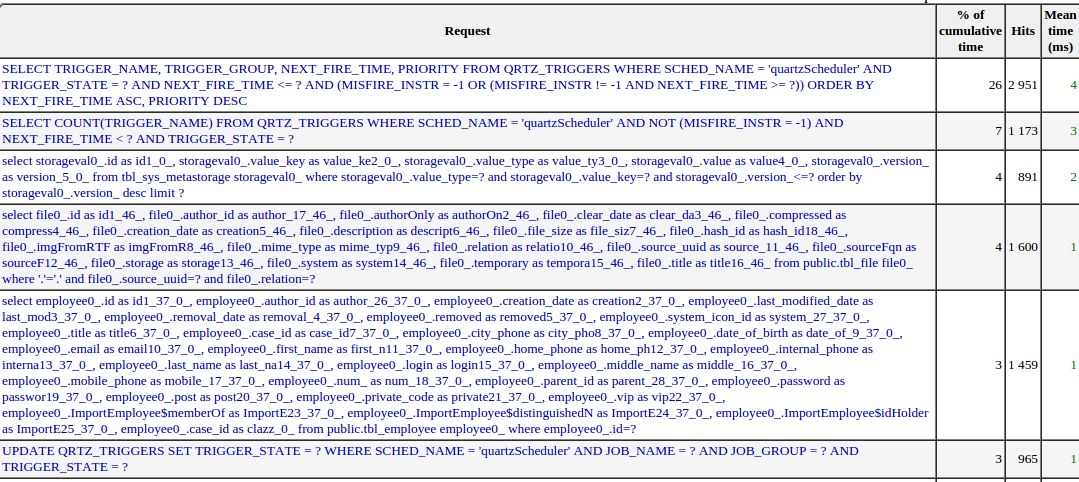 Request
% of
cumulative
time
Hits
Mean
time
(ms)
SELECT TRIGGER_NAME, TRIGGER_GROUP, NEXT_FIRE_TIME, PRIORITY FROM QRTZ_TRIGGERS WHERE SCHED_NAME = 'quartzScheduler' AND
TRIGGER_STATE = ? AND NEXT_FIRE_TIME <= ? AND (MISFIRE_INSTR = -1 OR (MISFIRE_INSTR != -1 AND NEXT_FIRE_TIME >= ?)) ORDER BY
NEXT_FIRE_TIME ASC, PRIORITY DESC
26
2 951
4
SELECT COUNT(TRIGGER_NAME) FROM QRTZ_TRIGGERS WHERE SCHED_NAME = 'quartzScheduler' AND NOT (MISFIRE_INSTR = -1) AND
NEXT_FIRE_TIME < ? AND TRIGGER_STATE = ?
7
1 173
3
select storageval0_.id as id1_0_, storageval0_.value_key as value_ke2_0_, storageval0_.value_type as value_ty3_0_, storageval0_.value as value4_0_, storageval0_.version_
as version_5_0_ from tbl_sys_metastorage storageval0_ where storageval0_.value_type=? and storageval0_.value_key=? and storageval0_.version_<=? order by
storageval0_.version_ desc limit ?
4
891
2
select file0_.id as id1_46_, file0_.author_id as author_17_46_, file0_.authorOnly as authorOn2_46_, file0_.clear_date as clear_da3_46_, file0_.compressed as
compress4_46_, file0_.creation_date as creation5_46_, file0_.description as descript6_46_, file0_.file_size as file_siz7_46_, file0_.hash_id as hash_id18_46_,
file0_.imgFromRTF as imgFromR8_46_, file0_.mime_type as mime_typ9_46_, file0_.relation as relatio10_46_, file0_.source_uuid as source_11_46_, file0_.sourceFqn as
sourceF12_46_, file0_.storage as storage13_46_, file0_.system as system14_46_, file0_.temporary as tempora15_46_, file0_.title as title16_46_ from public.tbl_file file0_
where '.'='.' and file0_.source_uuid=? and file0_.relation=?
4
1 600
1
select employee0_.id as id1_37_0_, employee0_.author_id as author_26_37_0_, employee0_.creation_date as creation2_37_0_, employee0_.last_modified_date as
last_mod3_37_0_, employee0_.removal_date as removal_4_37_0_, employee0_.removed as removed5_37_0_, employee0_.system_icon_id as system_27_37_0_,
employee0_.title as title6_37_0_, employee0_.case_id as case_id7_37_0_, employee0_.city_phone as city_pho8_37_0_, employee0_.date_of_birth as date_of_9_37_0_,
employee0_.email as email10_37_0_, employee0_.first_name as first_n11_37_0_, employee0_.home_phone as home_ph12_37_0_, employee0_.internal_phone as
interna13_37_0_, employee0_.last_name as last_na14_37_0_, employee0_.login as login15_37_0_, employee0_.middle_name as middle_16_37_0_,
employee0_.mobile_phone as mobile_17_37_0_, employee0_.num_ as num_18_37_0_, employee0_.parent_id as parent_28_37_0_, employee0_.password as
passwor19_37_0_, employee0_.post as post20_37_0_, employee0_.private_code as private21_37_0_, employee0_.vip as vip22_37_0_,
employee0_.ImportEmployee$memberOf as ImportE23_37_0_, employee0_.ImportEmployee$distinguishedN as ImportE24_37_0_, employee0_.ImportEmployee$idHolder
as ImportE25_37_0_, employee0_.case_id as clazz_0_ from public.tbl_employee employee0_ where employee0_.id=?
3
1 459
1
UPDATE QRTZ_TRIGGERS SET TRIGGER_STATE = ? WHERE SCHED_NAME = 'quartzScheduler' AND JOB_NAME = ? AND JOB_GROUP = ? AND
TRIGGER_STATE = ?
3
965
1